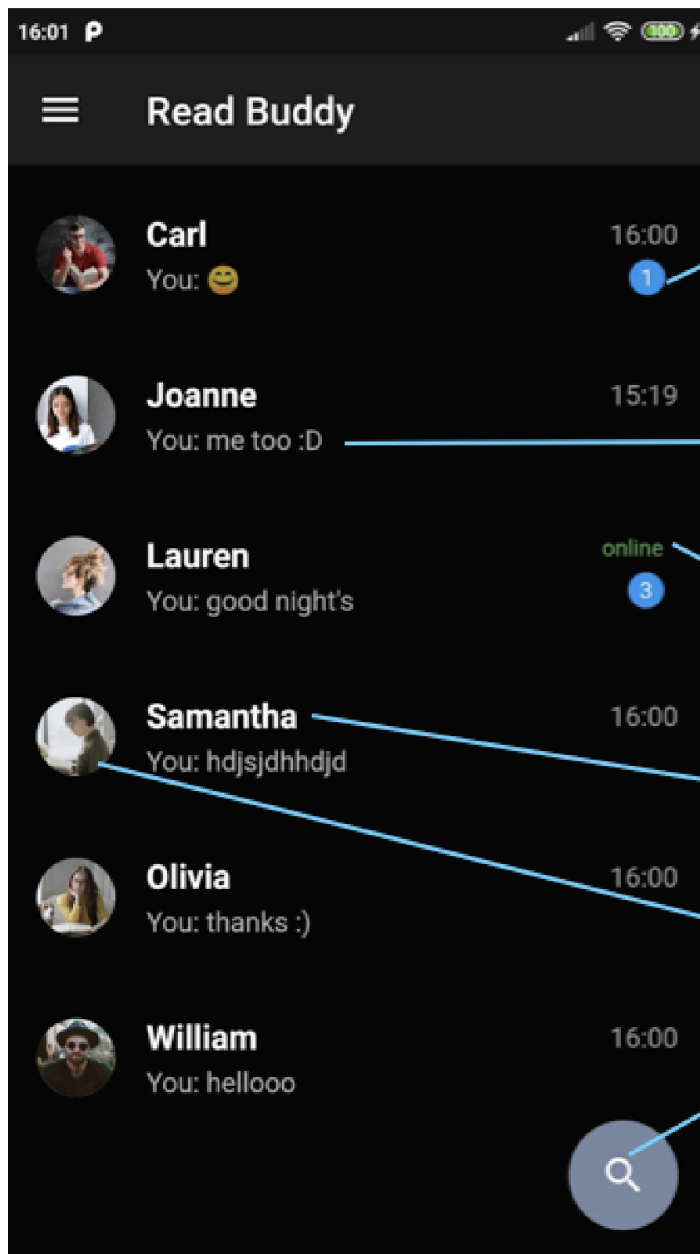 16:01 P 100
Read Buddy
Carl 16:00
You: 😄 1
Joanne 15:19
You: me too :D
Lauren online
You: good night's 3
Samantha 16:00
You: hdjsjdhhdjd
Olivia 16:00
You: thanks :)
William 16:00
You: hellooo